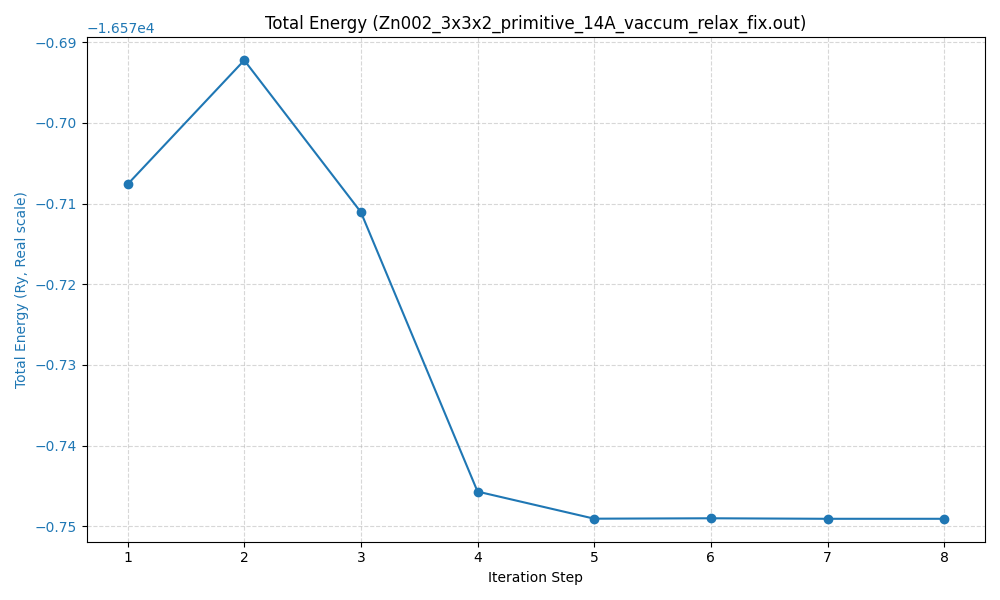 Total Energy (Zn002_3x3x2_primitive_14A_vaccum_relax_fix.out)
−1.657e4
−0.69
−0.70
−0.71
−0.72
−0.73
−0.74
−0.75
Total Energy (Ry, Real scale)
1 2 3 4 5 6 7 8
Iteration Step